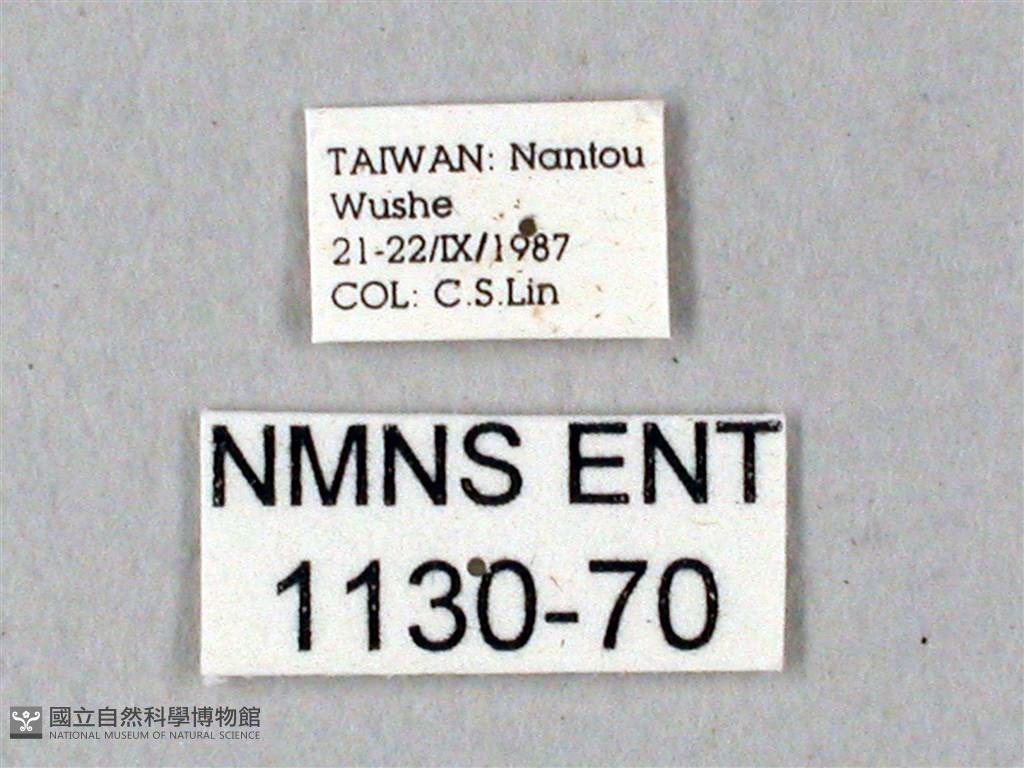 TAIWAN: Nantou
Wushe
21-22/IX/1987
COL: C.S.Lin
NMNS ENT
1130-70
國立自然科學博物館
NATIONAL MUSEUM OF NATURAL SCIENCE